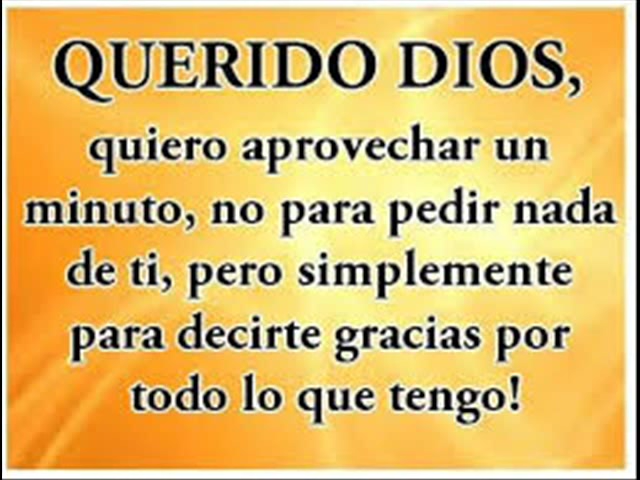 QUERIDO DIOS,
quiero aprovechar un
minuto, no para pedir nada
de ti, pero simplemente
para decirte gracias por
todo lo que tengo!